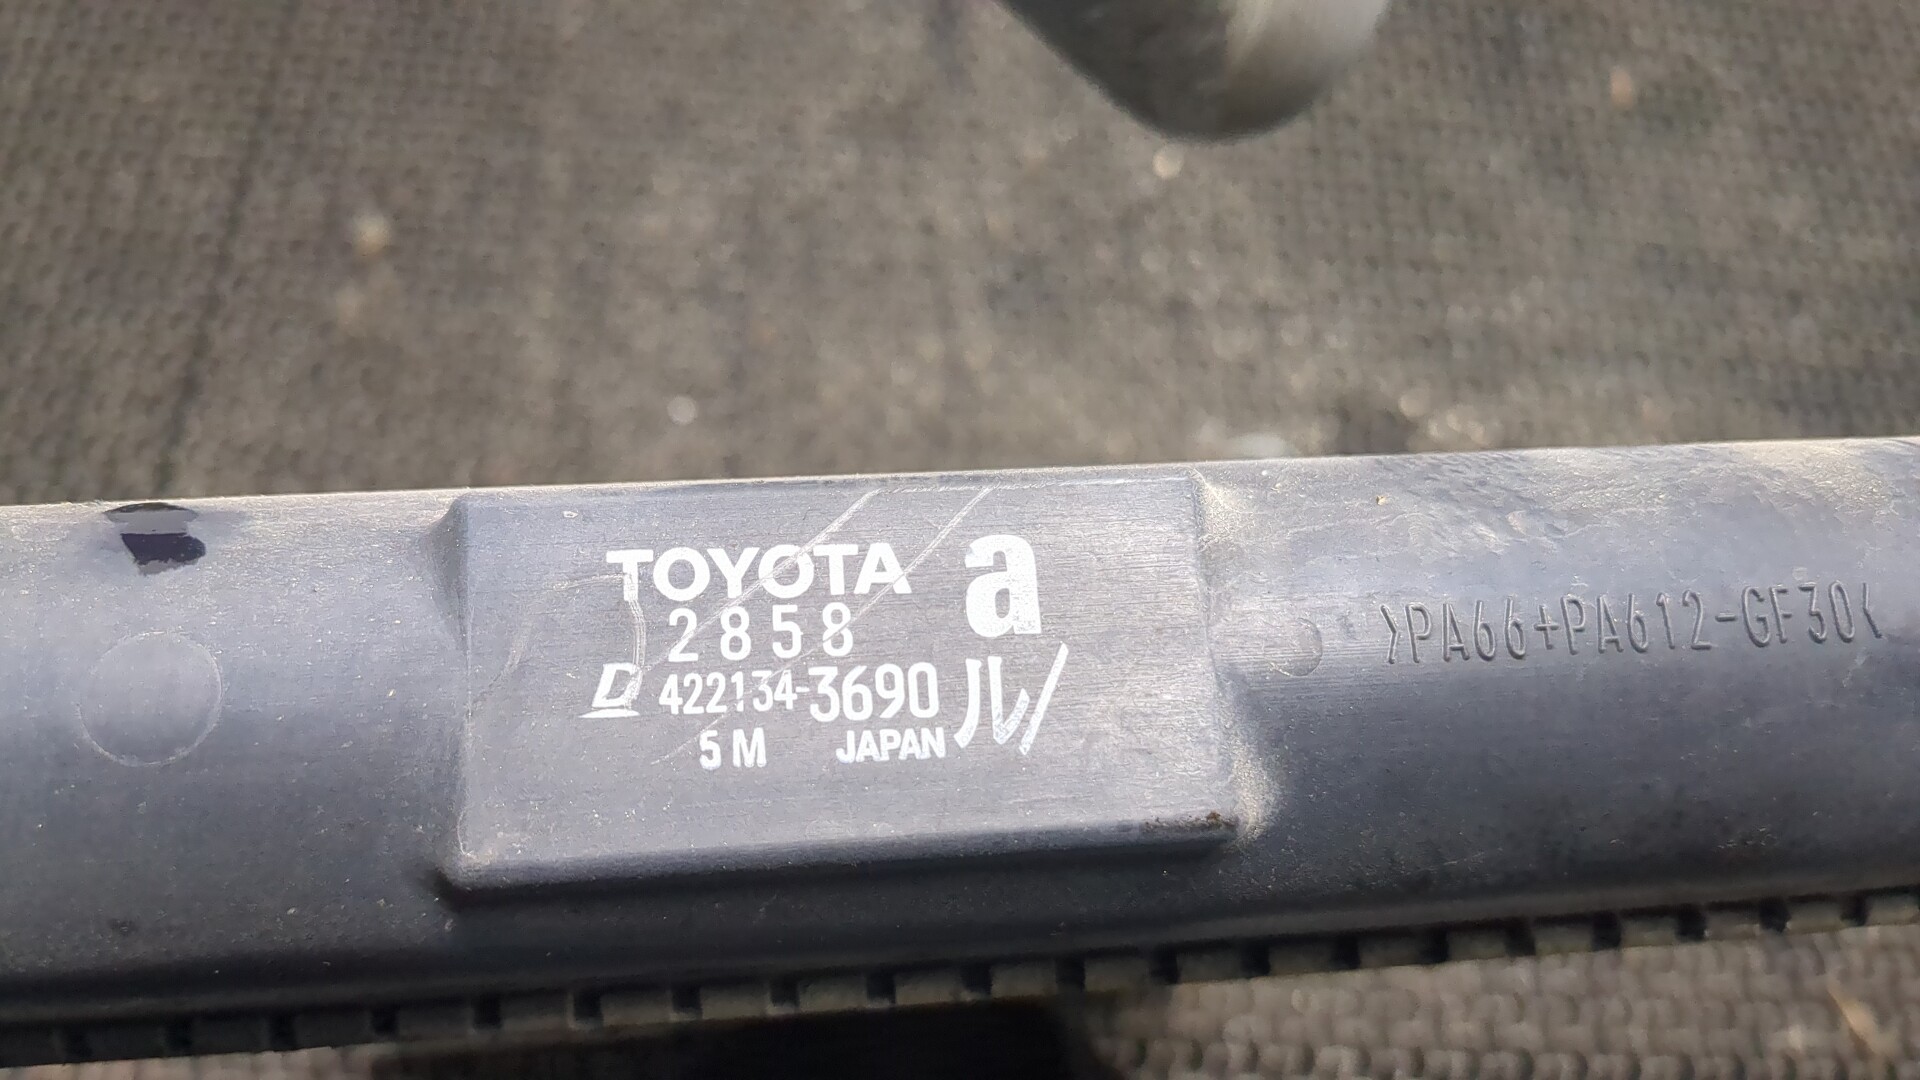 TOYOTA a
2858
D 422134-3690 ル/
5M JAPAN
>PA66+PA612-GF30<